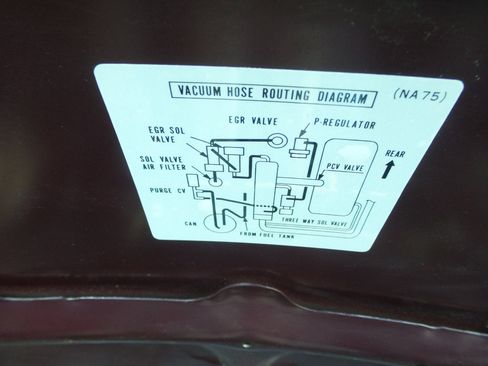 VACUUM HOSE ROUTING DIAGRAM (NA75)
EGR VALVE P-REGULATOR
EGR SOL
VALVE
SOL VALVE
AIR FILTER
PCV VALVE
REAR
PURGE CV
CAN
THREE WAY SOL VALVE
FROM FUEL TANK